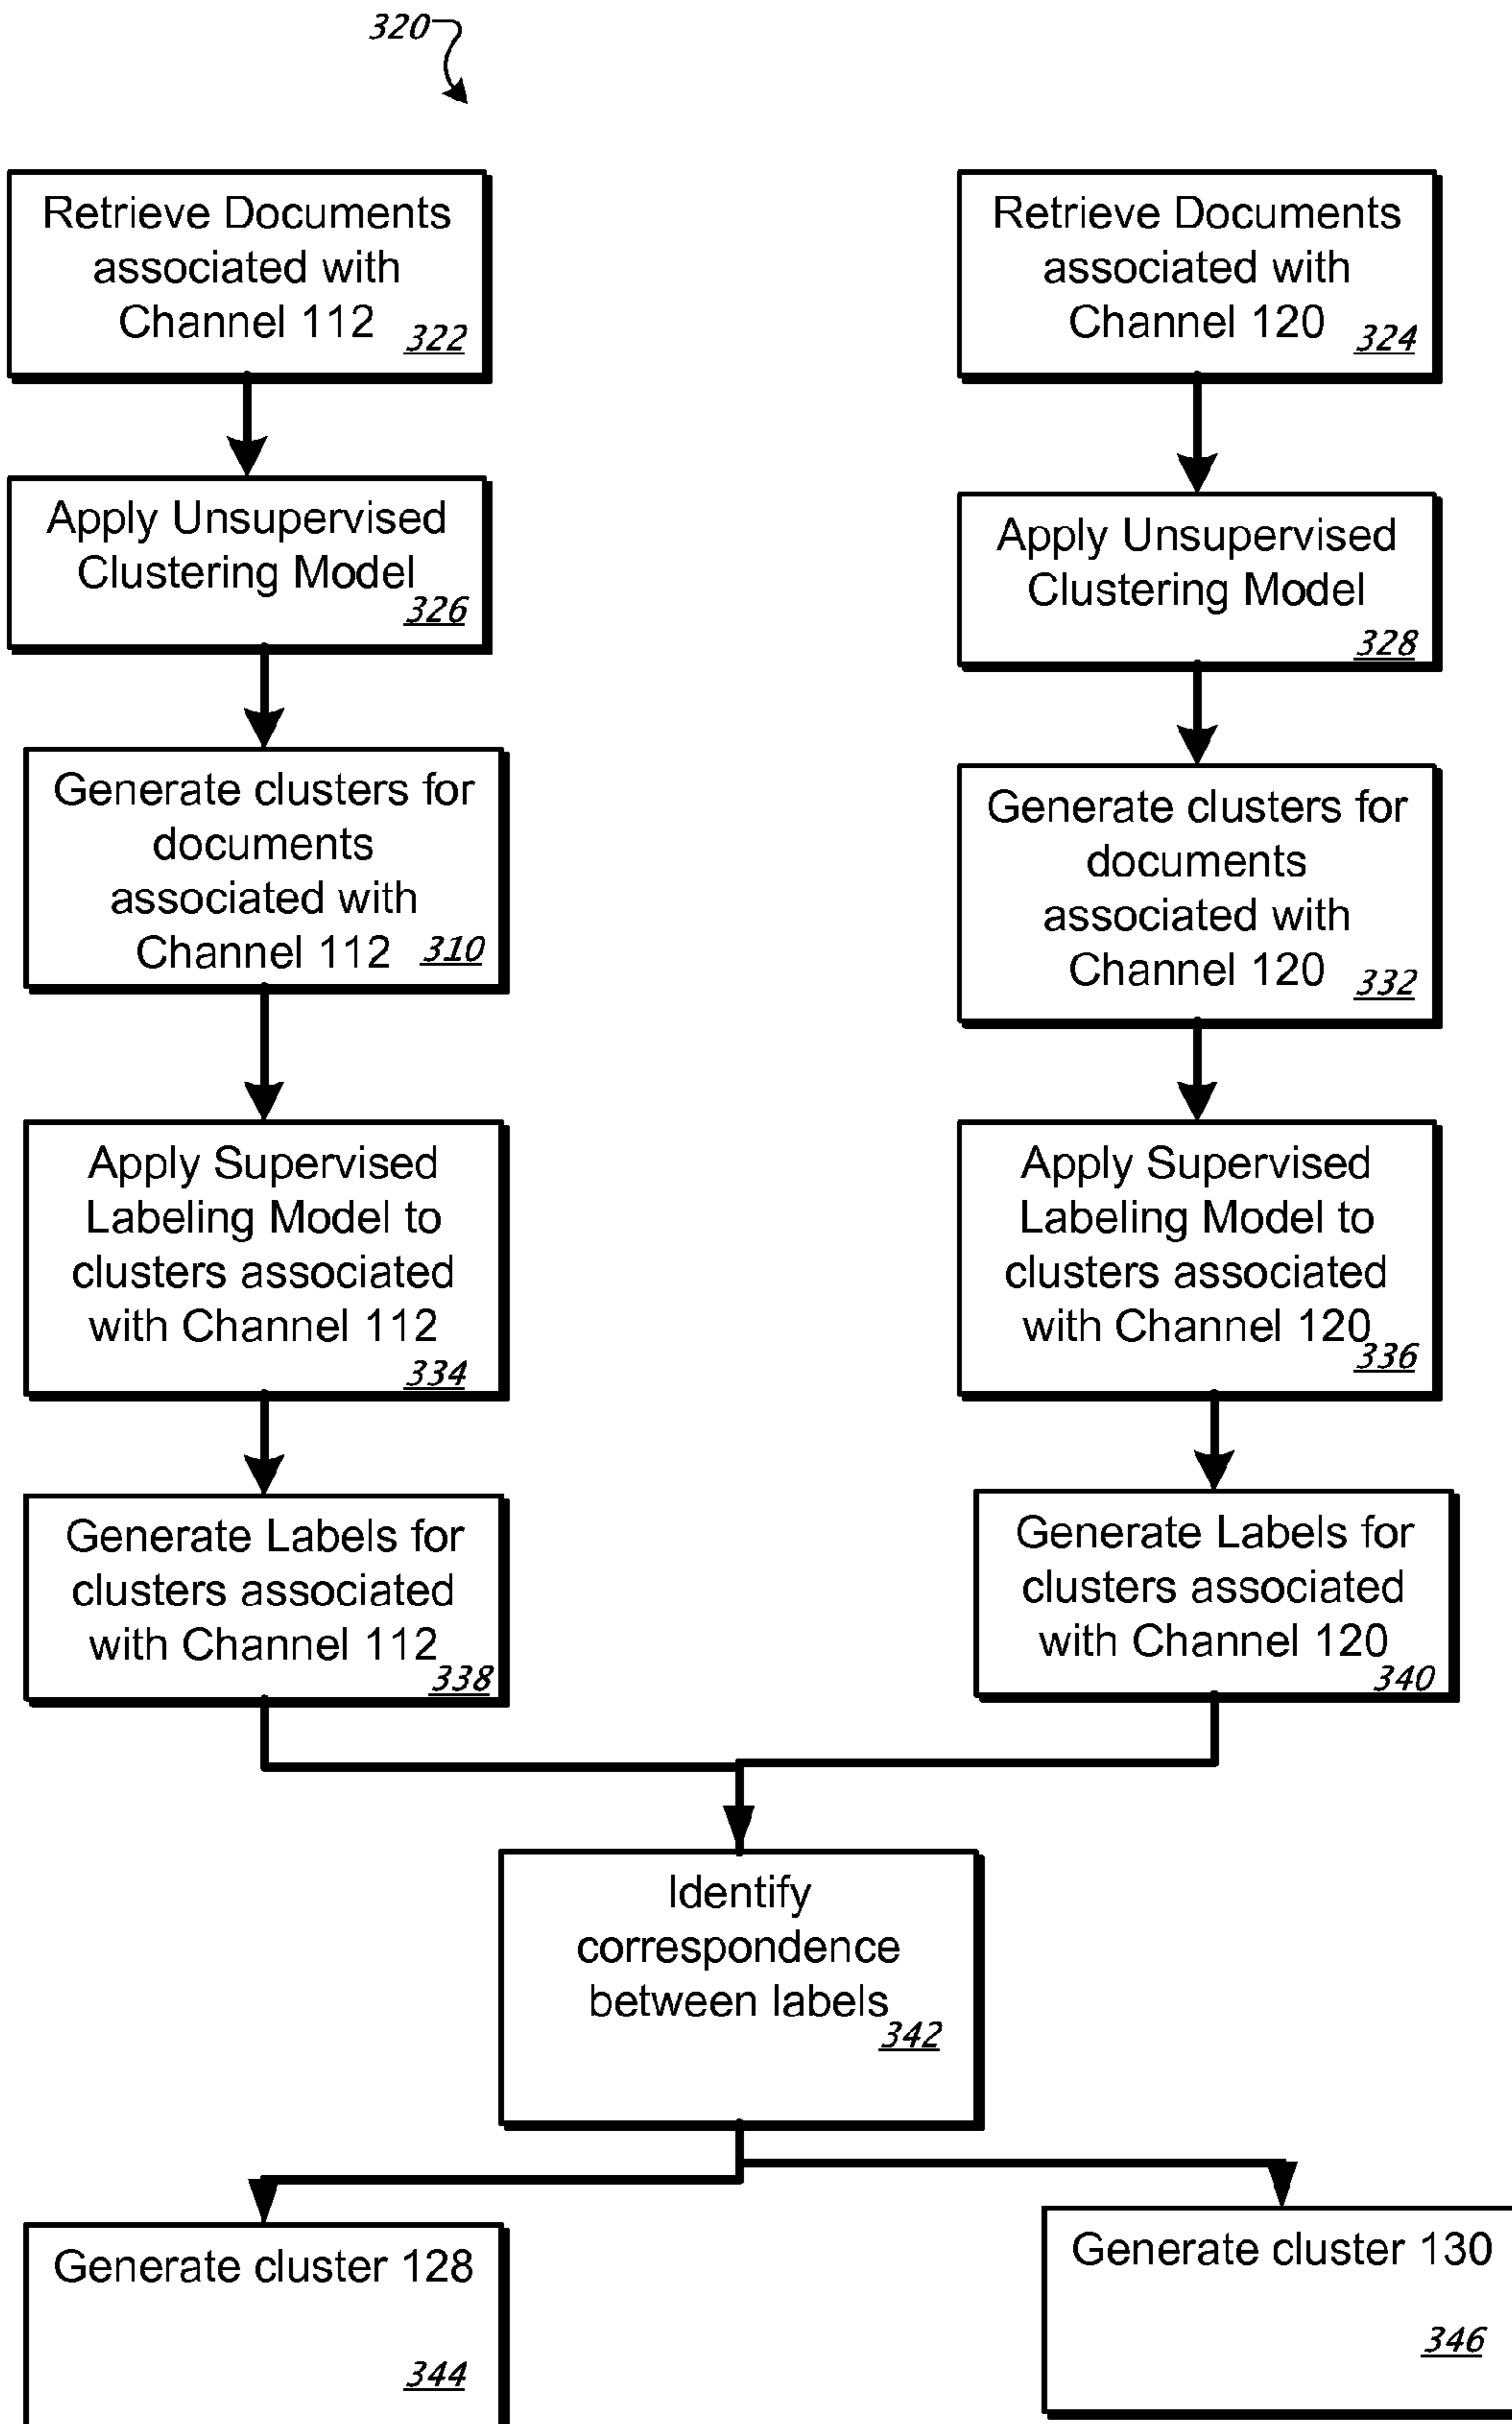 320
Retrieve Documents
associated with
Channel 112 322
Apply Unsupervised
Clustering Model
326
Generate clusters for
documents
associated with
Channel 112 310
Apply Supervised
Labeling Model to
clusters associated
with Channel 112
334
Generate Labels for
clusters associated
with Channel 112
338
Retrieve Documents
associated with
Channel 120 324
Apply Unsupervised
Clustering Model
328
Generate clusters for
documents
associated with
Channel 120 332
Apply Supervised
Labeling Model to
clusters associated
with Channel 120
336
Generate Labels for
clusters associated
with Channel 120
340
Identify
correspondence
between labels
342
Generate cluster 128
344
Generate cluster 130
346